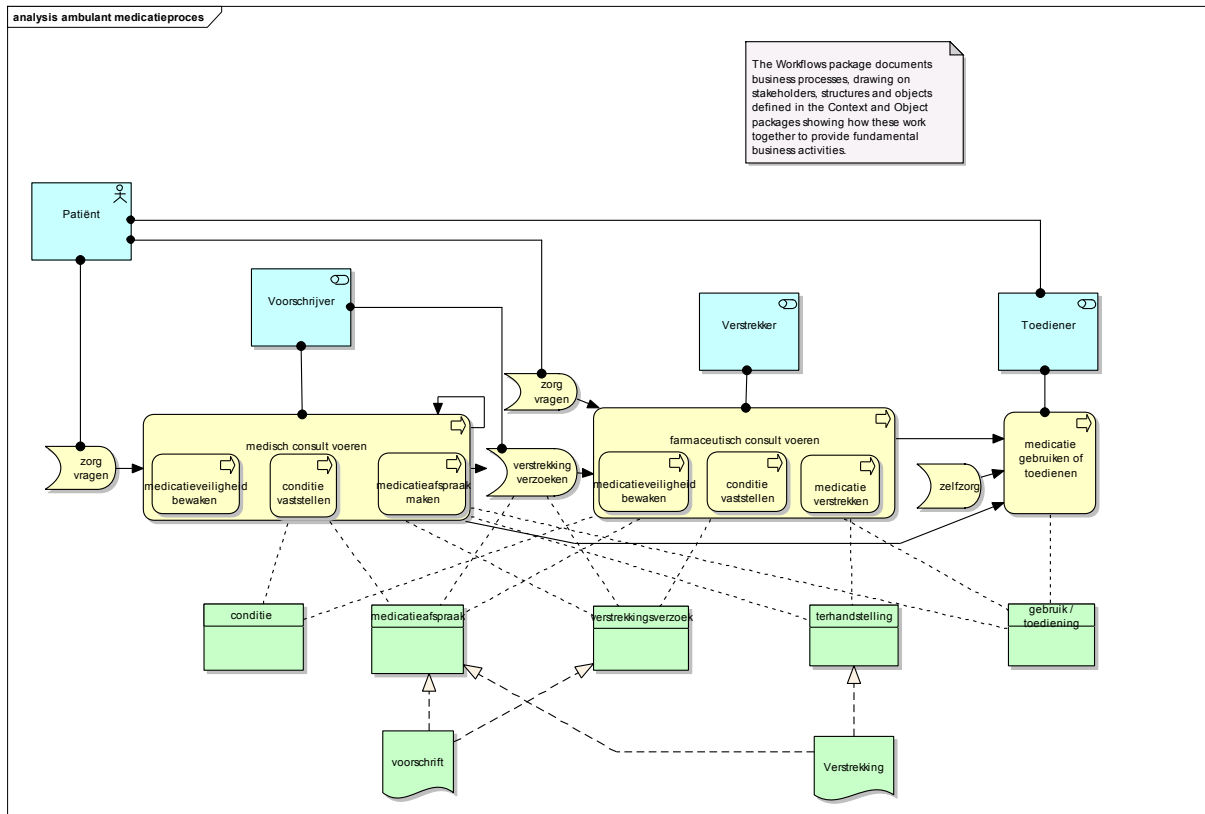 analysis ambulant medicatieproces
The Workflows package documents
business processes, drawing on
stakeholders, structures and objects
defined in the Context and Object
packages showing how these work
together to provide fundamental
business activities.
Patiënt
Voorschrijver
Verstrekker
Toediener
zorg
vragen
zorg
vragen
medisch consult voeren
medicatieveiligheid
bewaken
conditie
vaststellen
medicatieafspraak
maken
verstrekking
verzoeken
farmaceutisch consult voeren
medicatieveiligheid
bewaken
conditie
vaststellen
medicatie
verstrekken
zelfzorg
medicatie
gebruiken of
toedienen
conditie
medicatieafspraak
verstrekkingsverzoek
terhandstelling
gebruik /
toediening
voorschrift
Verstrekking